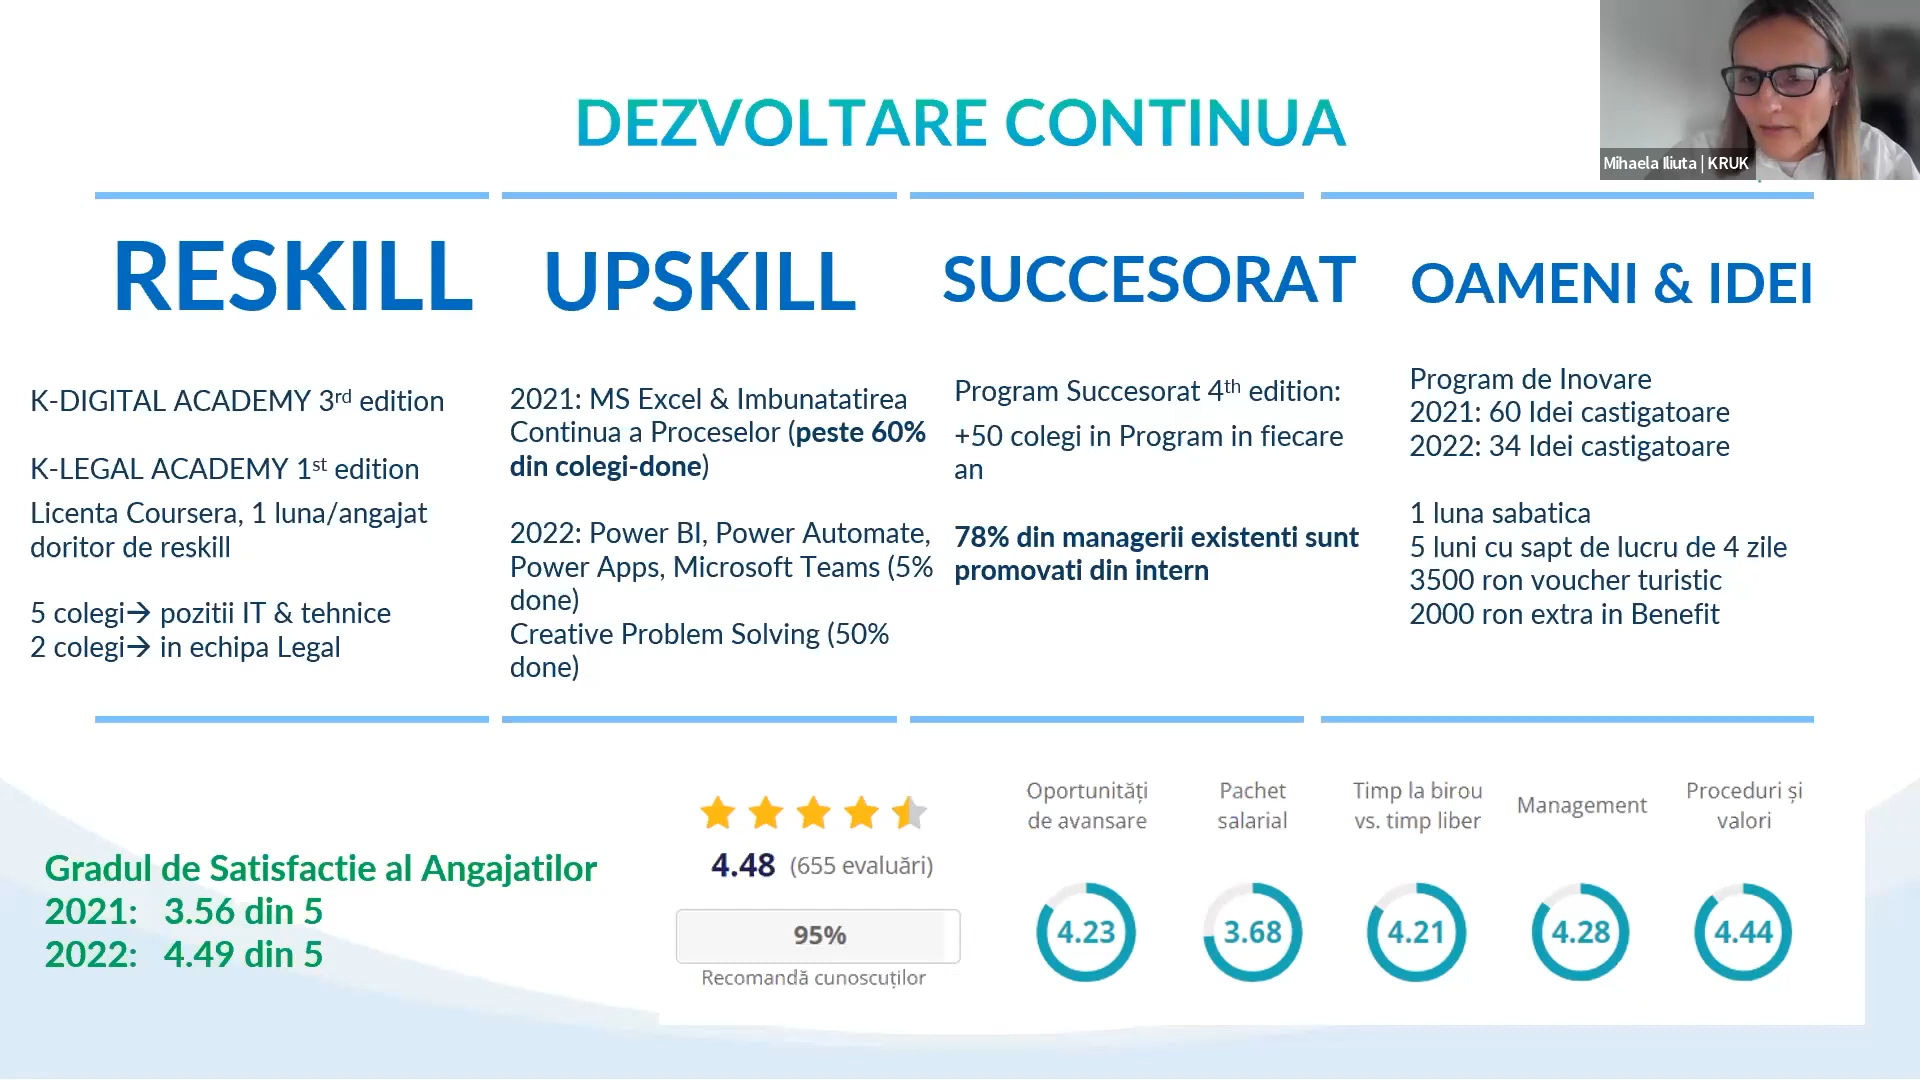 DEZVOLTARE CONTINUA
Mihaela Iliuta | KRUK
RESKILL
K-DIGITAL ACADEMY 3rd edition
K-LEGAL ACADEMY 1st edition
Licenta Coursera, 1 luna/angajat
doritor de reskill
5 colegi→ pozitii IT & tehnice
2 colegi→ in echipa Legal
UPSKILL
2021: MS Excel & Imbunatatirea
Continua a Proceselor (peste 60%
din colegi-done)
2022: Power BI, Power Automate,
Power Apps, Microsoft Teams (5%
done)
Creative Problem Solving (50%
done)
SUCCESORAT
Program Succesorat 4th edition:
+50 colegi in Program in fiecare
an
78% din managerii existenti sunt
promovati din intern
OAMENI & IDEI
Program de Inovare
2021: 60 Idei castigatoare
2022: 34 Idei castigatoare
1 luna sabatica
5 luni cu sapt de lucru de 4 zile
3500 ron voucher turistic
2000 ron extra in Benefit
Gradul de Satisfactie al Angajatilor
2021: 3.56 din 5
2022: 4.49 din 5
4.48 (655 evaluări)
95%
Recomandă cunoscuților
Oportunități
de avansare
4.23
Pachet
salarial
3.68
Timp la birou
vs. timp liber
4.21
Management
4.28
Proceduri și
valori
4.44